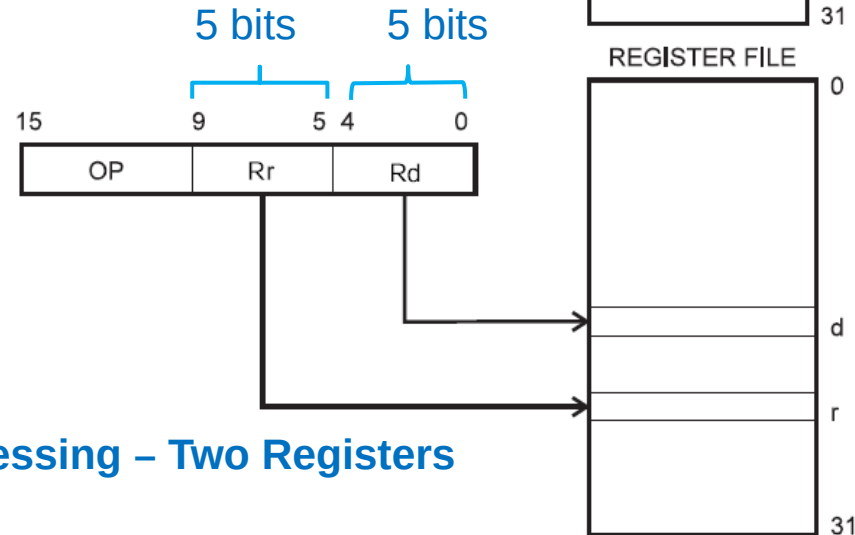 5 bits 5 bits
31
REGISTER FILE
0
15 9 5 4 0
OP Rr Rd
d
r
essing – Two Registers
31